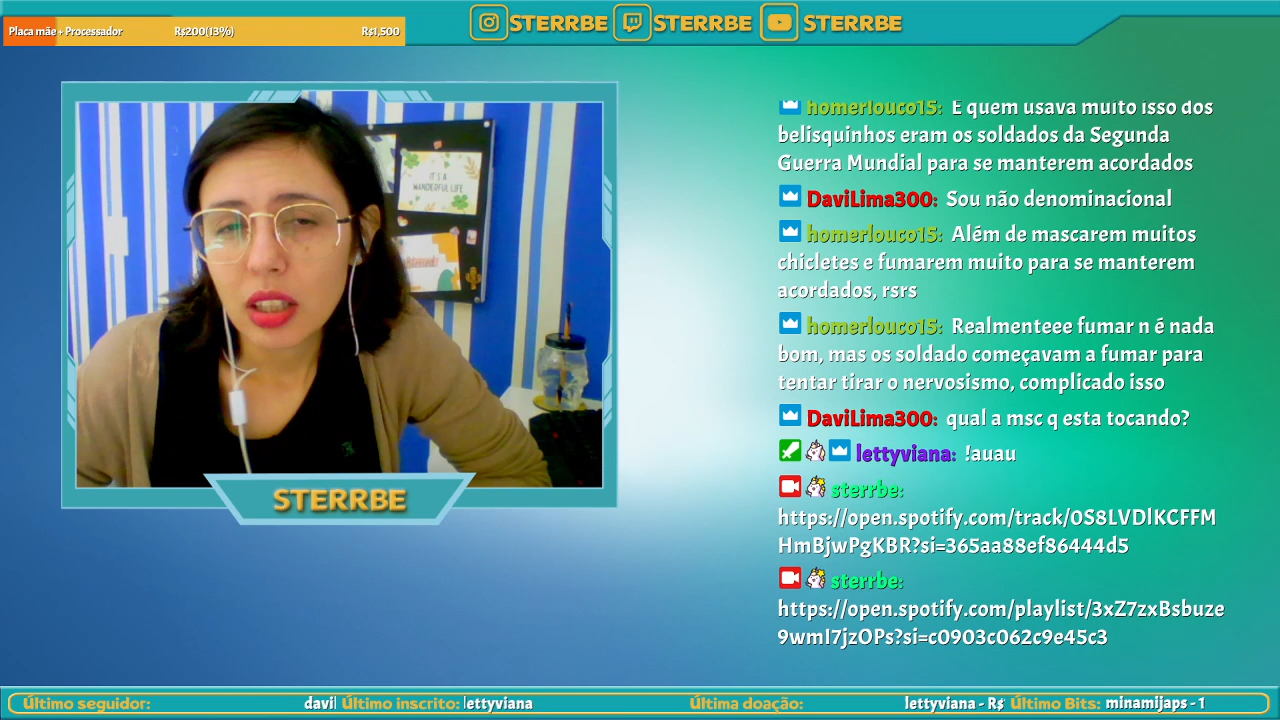 Placa mãe + Processador R$200(13%) R$1,500
STERRBE STERRBE STERRBE
IT'S A
WANDERFUL LIFE
STERRBE
homerlouco15: E quem usava muito isso dos
belisquinhos eram os soldados da Segunda
Guerra Mundial para se manterem acordados
DaviLima300: Sou não denominacional
homerlouco15: Além de mascarem muitos
chicletes e fumarem muito para se manterem
acordados, rsrs
homerlouco15: Realmenteee fumar n é nada
bom, mas os soldado começavam a fumar para
tentar tirar o nervosismo, complicado isso
DaviLima300: qual a msc q esta tocando?
lettyviana: !auau
sterrbe:
https://open.spotify.com/track/0S8LVDlKCFFM
HmBjwPgKBR?si=365aa88ef86444d5
sterrbe:
https://open.spotify.com/playlist/3xZ7zxBsbuze
9wmI7jzOPs?si=c0903c062c9e45c3
Último seguidor: davil Último inscrito: lettyviana Última doação: lettyviana - R$ Último Bits: minamijaps - 1